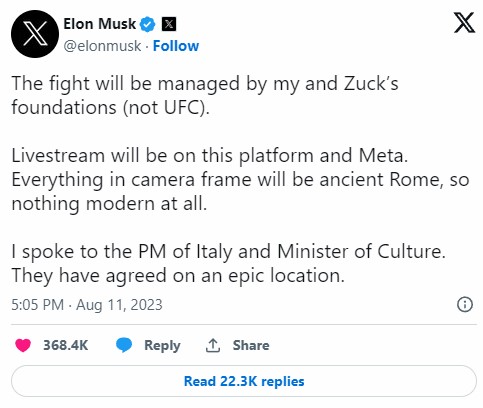 Elon Musk
@elonmusk · Follow
The fight will be managed by my and Zuck’s
foundations (not UFC).
Livestream will be on this platform and Meta.
Everything in camera frame will be ancient Rome, so
nothing modern at all.
I spoke to the PM of Italy and Minister of Culture.
They have agreed on an epic location.
5:05 PM · Aug 11, 2023
368.4K Reply Share
Read 22.3K replies